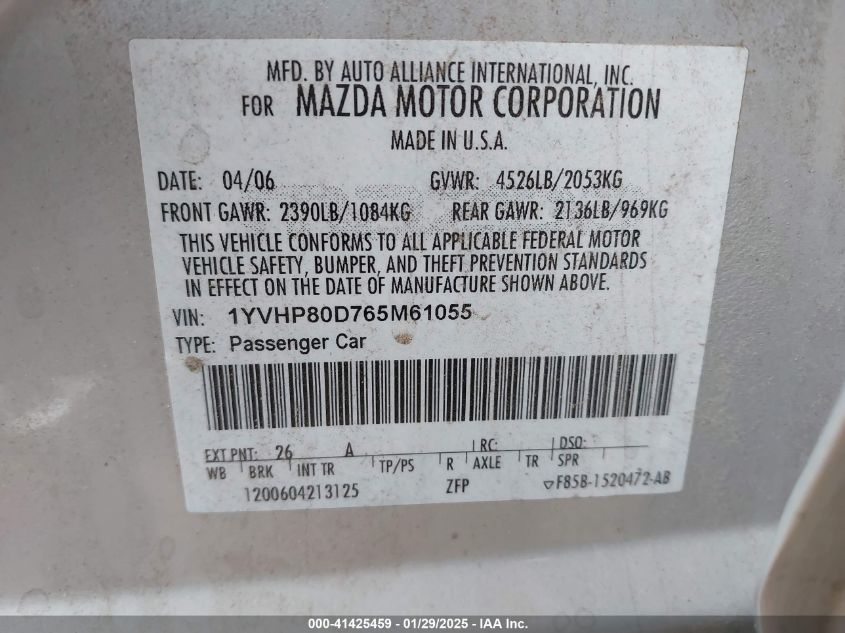 MFD. BY AUTO ALLIANCE INTERNATIONAL, INC.
FOR MAZDA MOTOR CORPORATION
MADE IN U.S.A.
DATE: 04/06 GVWR: 4526LB/2053KG
FRONT GAWR: 2390LB/1084KG REAR GAWR: 2136LB/969KG
THIS VEHICLE CONFORMS TO ALL APPLICABLE FEDERAL MOTOR
VEHICLE SAFETY, BUMPER, AND THEFT PREVENTION STANDARDS
IN EFFECT ON THE DATE OF MANUFACTURE SHOWN ABOVE.
VIN: 1YVHP80D765M61055
TYPE: Passenger Car
EXT PNT: 26 A RC: DSO:
WB BRK INT TR TP/PS R AXLE TR SPR
1200604213125 ZFP ▽F85B-1520472-AB
000-41425459 - 01/29/2025 - IAA Inc.